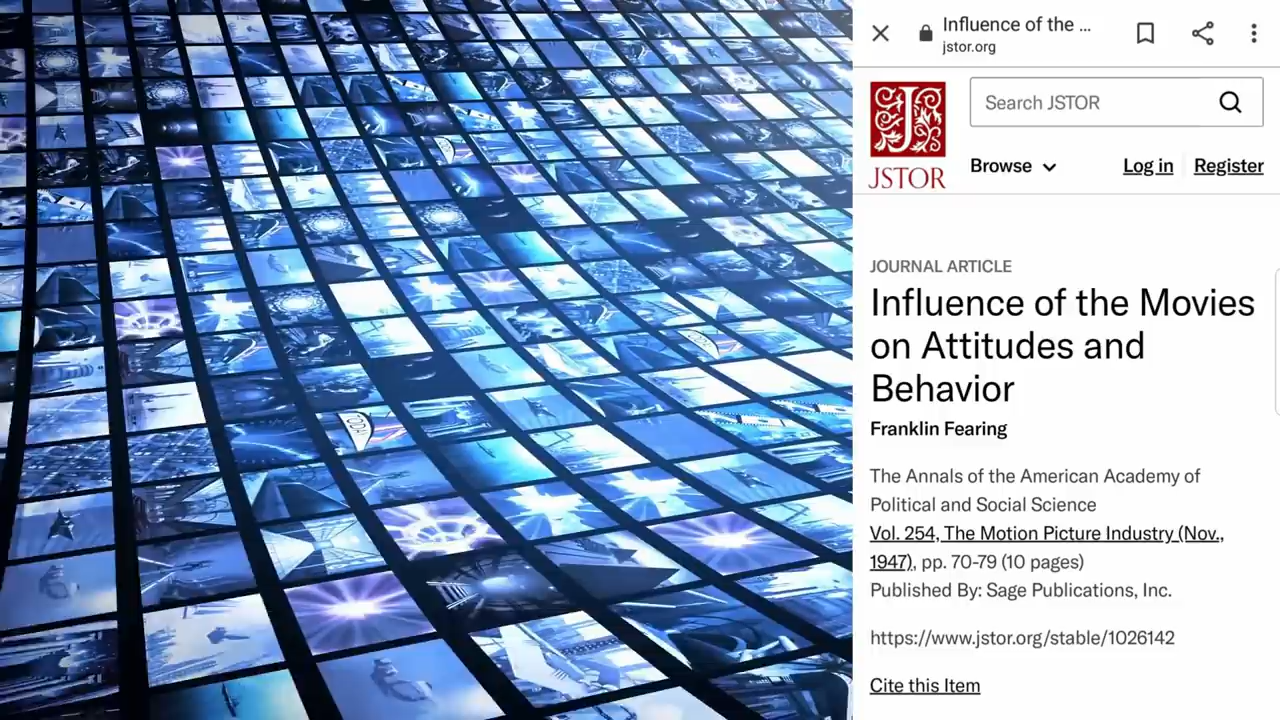 Influence of the ...
jstor.org
Search JSTOR
JSTOR
Browse
Log in
Register
JOURNAL ARTICLE
Influence of the Movies
on Attitudes and
Behavior
Franklin Fearing
The Annals of the American Academy of
Political and Social Science
Vol. 254, The Motion Picture Industry (Nov.,
1947), pp. 70-79 (10 pages)
Published By: Sage Publications, Inc.
https://www.jstor.org/stable/1026142
Cite this Item